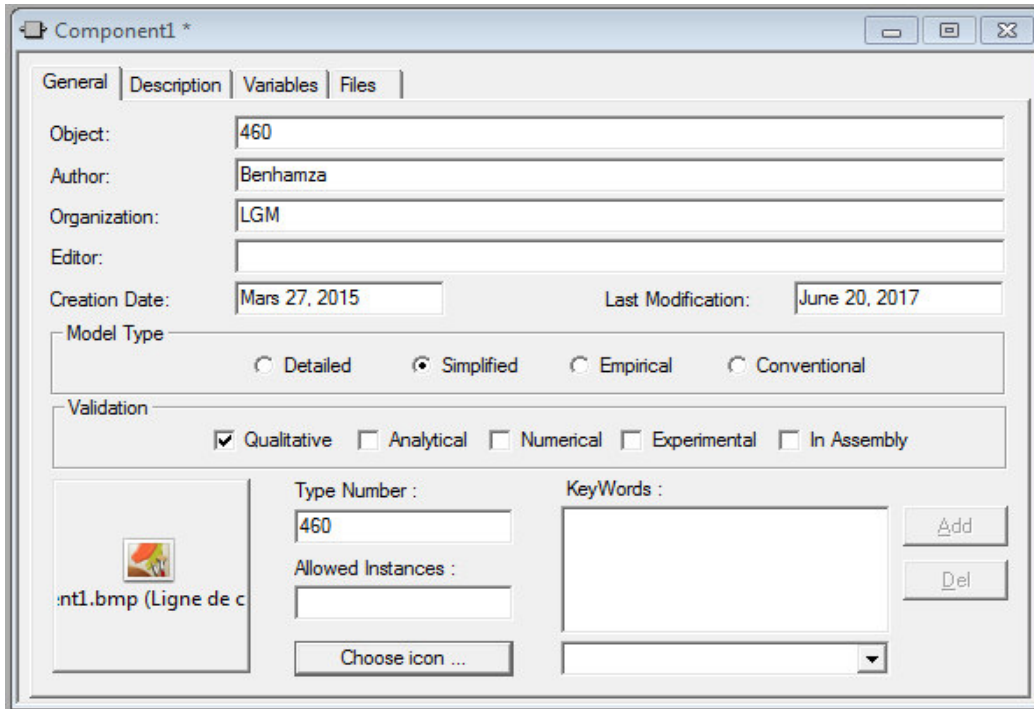 Component1 *
General Description Variables Files
Object: 460
Author: Benhamza
Organization: LGM
Editor:
Creation Date: Mars 27, 2015 Last Modification: June 20, 2017
Model Type
Detailed Simplified Empirical Conventional
Validation
Qualitative Analytical Numerical Experimental In Assembly
Type Number : KeyWords :
460 Add
Allowed Instances : Del
nt1.bmp (Ligne de c
Choose icon ...